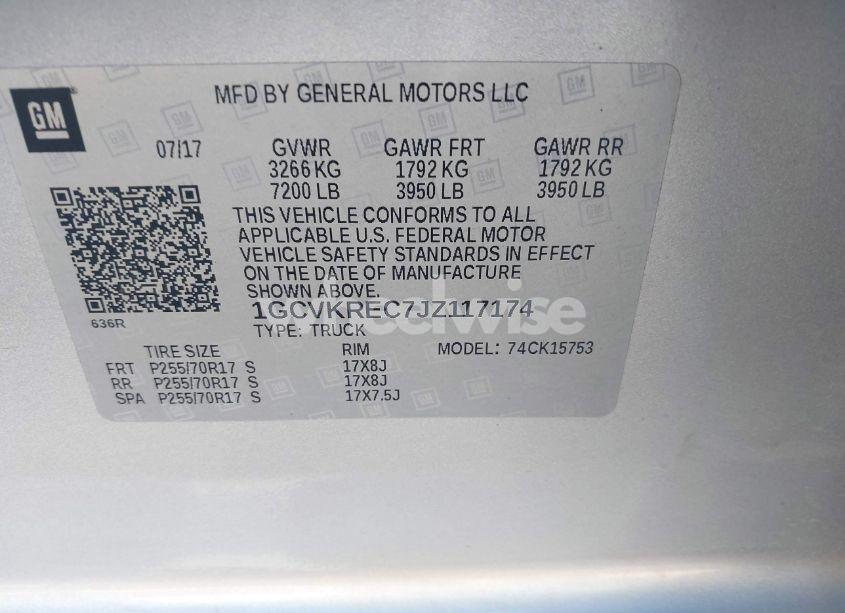 GM
MFD BY GENERAL MOTORS LLC
07/17 GVWR GAWR FRT GAWR RR
3266 KG 1792 KG 1792 KG
7200 LB 3950 LB 3950 LB
THIS VEHICLE CONFORMS TO ALL
APPLICABLE U.S. FEDERAL MOTOR
VEHICLE SAFETY STANDARDS IN EFFECT
ON THE DATE OF MANUFACTURE
SHOWN ABOVE.
1GCVKREC7JZ117174
636R
TYPE: TRUCK
TIRE SIZE RIM MODEL: 74CK15753
FRT P255/70R17 S 17X8J
RR P255/70R17 S 17X8J
SPA P255/70R17 S 17X7.5J